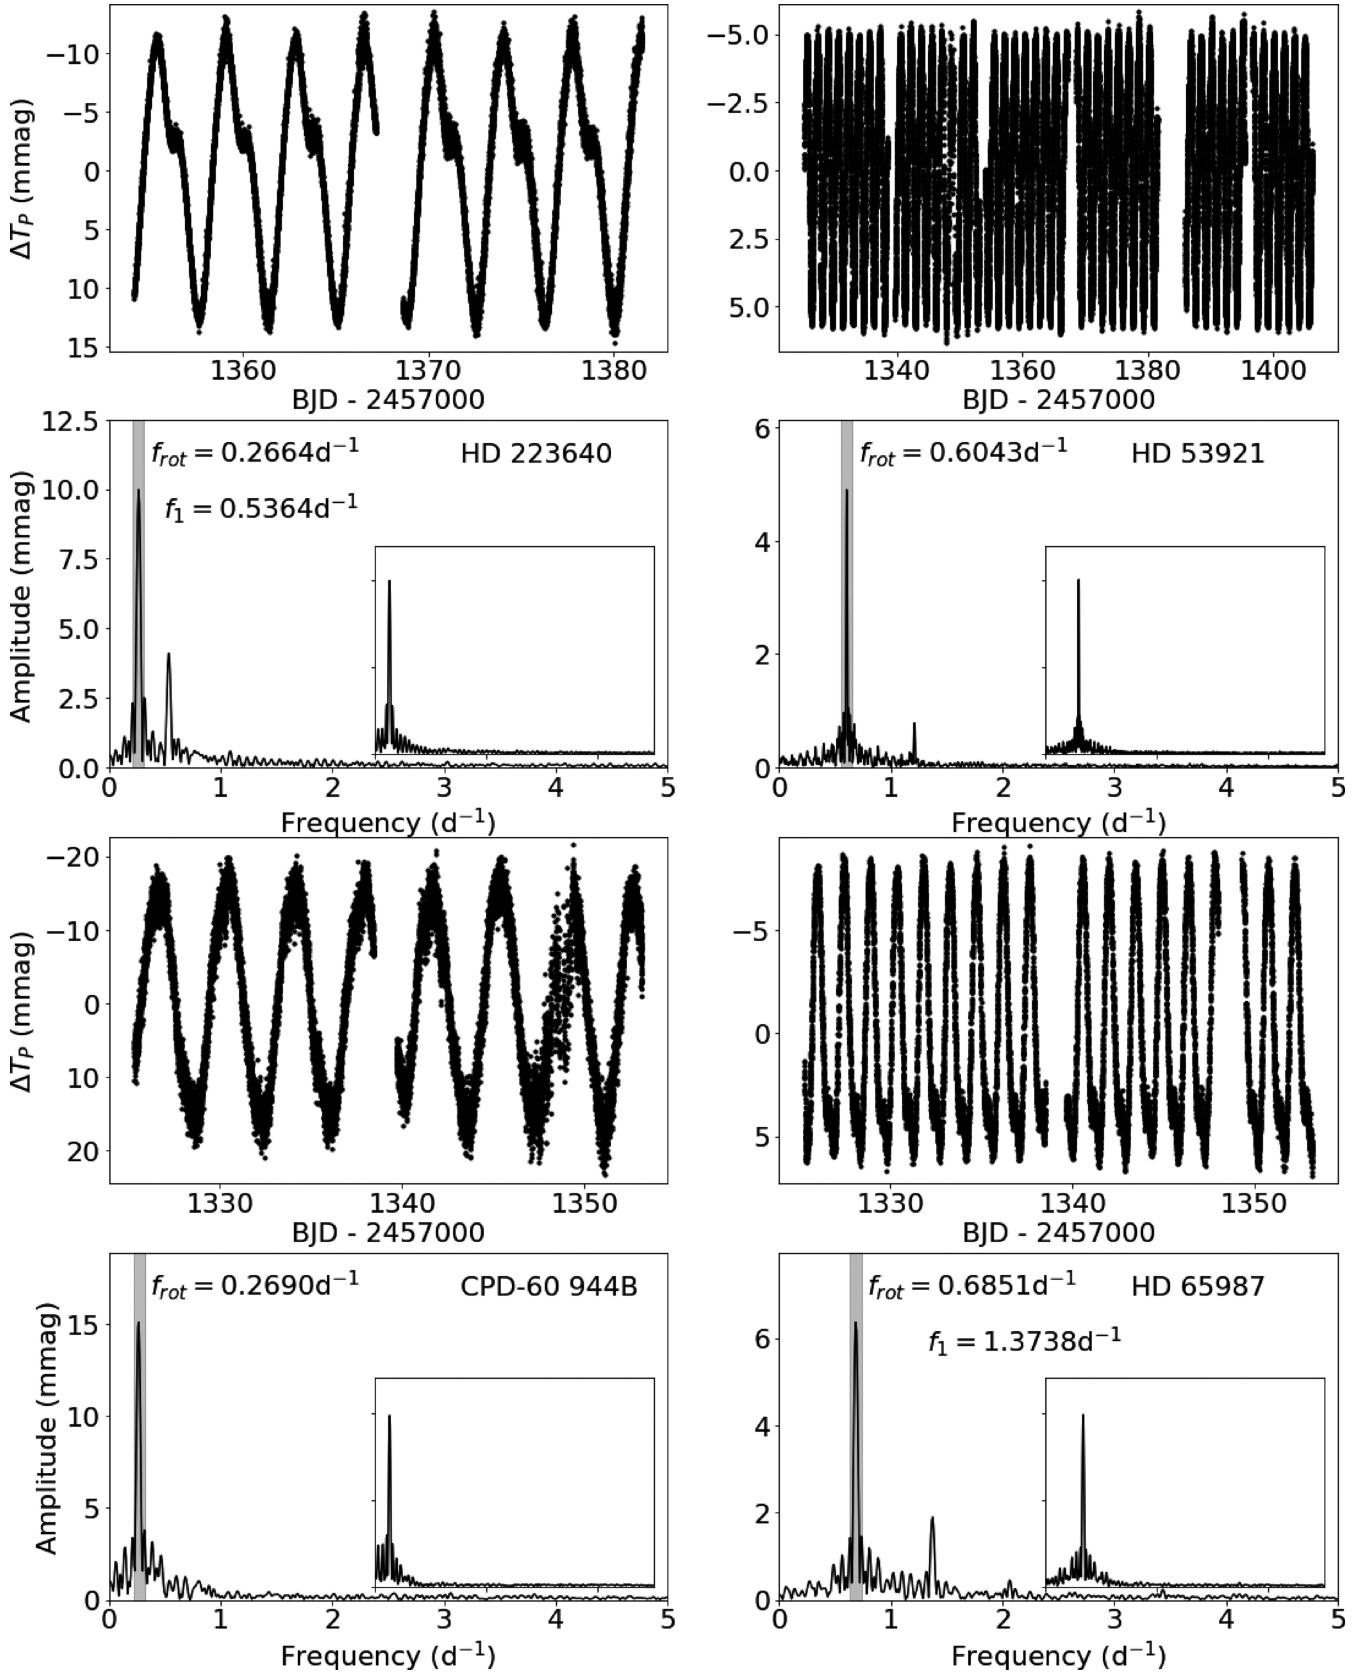 −10
−5
0
5
10
15
ΔT_P (mmag)
1360 1370 1380
BJD - 2457000
−5.0
−2.5
0.0
2.5
5.0
1340 1360 1380 1400
BJD - 2457000
12.5
10.0
7.5
5.0
2.5
0.0
Amplitude (mmag)
f_rot = 0.2664d⁻¹ HD 223640
f₁ = 0.5364d⁻¹
0 1 2 3 4 5
Frequency (d⁻¹)
6
4
2
0
f_rot = 0.6043d⁻¹ HD 53921
0 1 2 3 4 5
Frequency (d⁻¹)
−20
−10
0
10
20
ΔT_P (mmag)
1330 1340 1350
BJD - 2457000
−5
0
5
1330 1340 1350
BJD - 2457000
15
10
5
0
Amplitude (mmag)
f_rot = 0.2690d⁻¹ CPD-60 944B
0 1 2 3 4 5
Frequency (d⁻¹)
6
4
2
0
f_rot = 0.6851d⁻¹ HD 65987
f₁ = 1.3738d⁻¹
0 1 2 3 4 5
Frequency (d⁻¹)